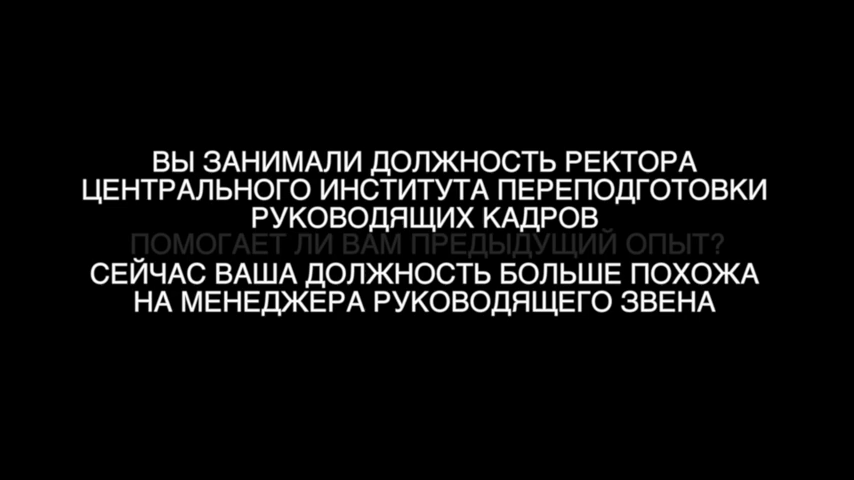 ВЫ ЗАНИМАЛИ ДОЛЖНОСТЬ РЕКТОРА
ЦЕНТРАЛЬНОГО ИНСТИТУТА ПЕРЕПОДГОТОВКИ
РУКОВОДЯЩИХ КАДРОВ
ПОМОГАЕТ ЛИ ВАМ ПРЕДЫДУЩИЙ ОПЫТ?
СЕЙЧАС ВАША ДОЛЖНОСТЬ БОЛЬШЕ ПОХОЖА
НА МЕНЕДЖЕРА РУКОВОДЯЩЕГО ЗВЕНА